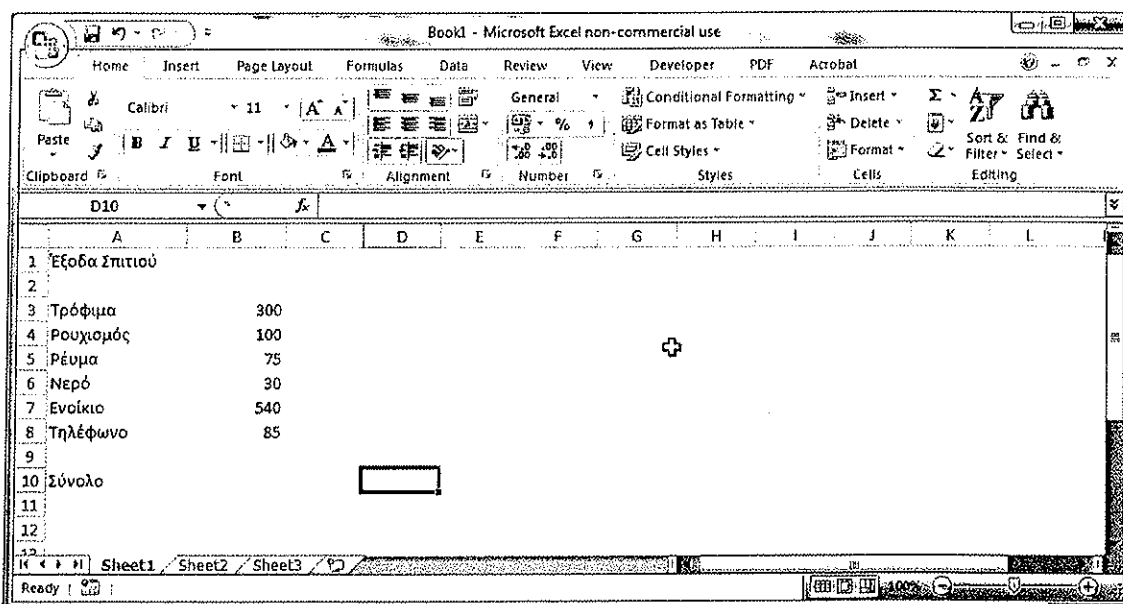 Book1 - Microsoft Excel non-commercial use
Home Insert Page Layout Formulas Data Review View Developer PDF Acrobat
Calibri 11 A A General Conditional Formatting Insert Σ
Paste B I U A % , Format as Table Delete Sort & Filter Find & Select
Cell Styles Format
Clipboard Font Alignment Number Styles Cells Editing
D10 fx
A B C D E F G H I J K L
1 Έξοδα Σπιτιού
2
3 Τρόφιμα 300
4 Ρουχισμός 100
5 Ρέυμα 75
6 Νερό 30
7 Ενοίκιο 540
8 Τηλέφωνο 85
9
10 Σύνολο
11
12
Sheet1 Sheet2 Sheet3
Ready 100%